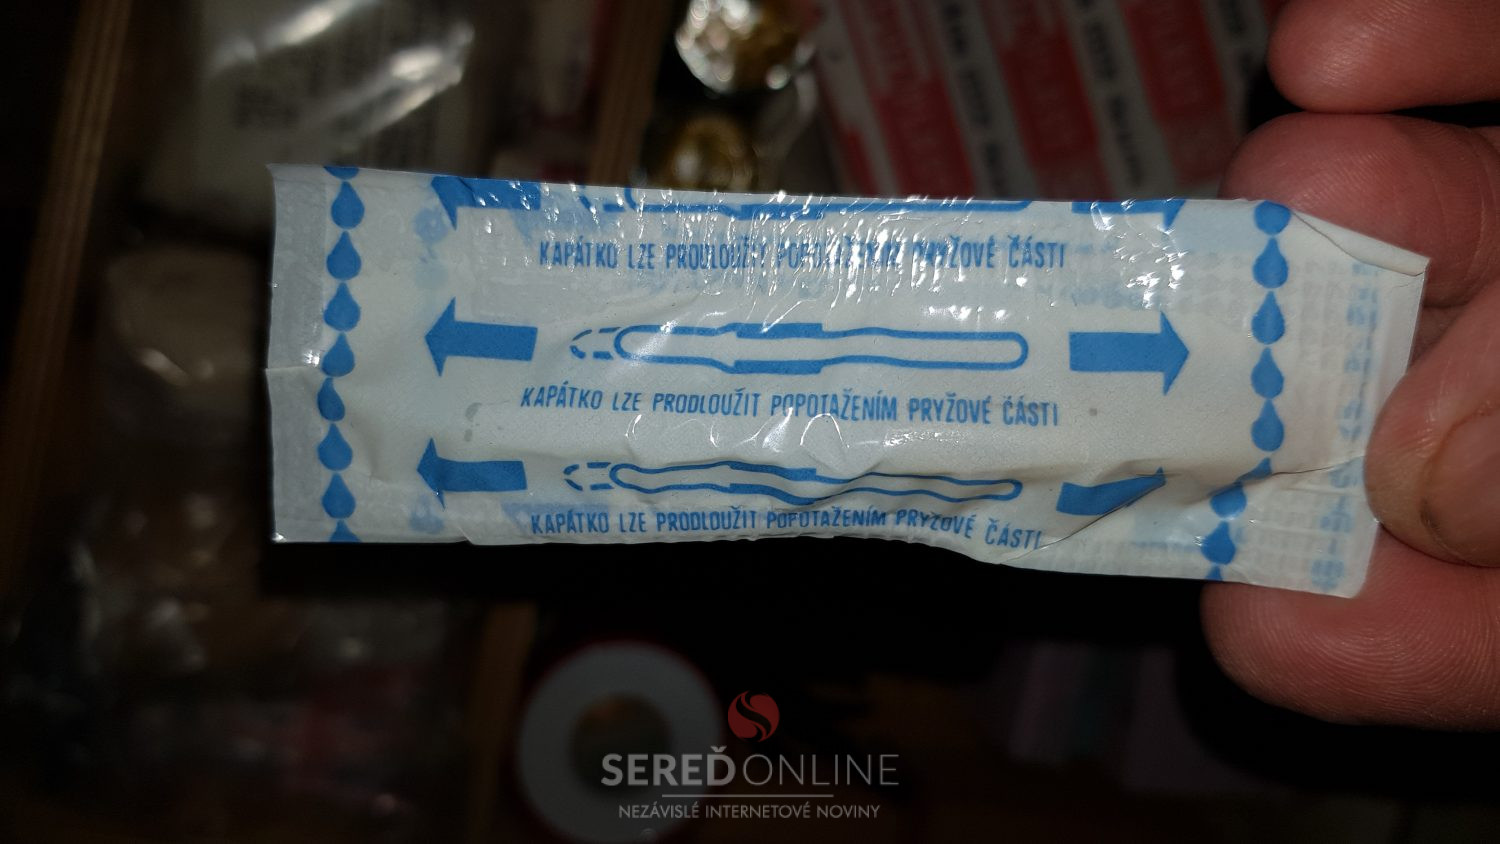 KAPÁTKO LZE PRODLOUŽIT POPOTAŽENÍM PRYŽOVÉ ČÁSTI
KAPÁTKO LZE PRODLOUŽIT POPOTAŽENÍM PRYŽOVÉ ČÁSTI
KAPÁTKO LZE PRODLOUŽIT POPOTAŽENÍM PRYŽOVÉ ČÁSTI
SEREĎONLINE
NEZÁVISLÉ INTERNETOVÉ NOVINY